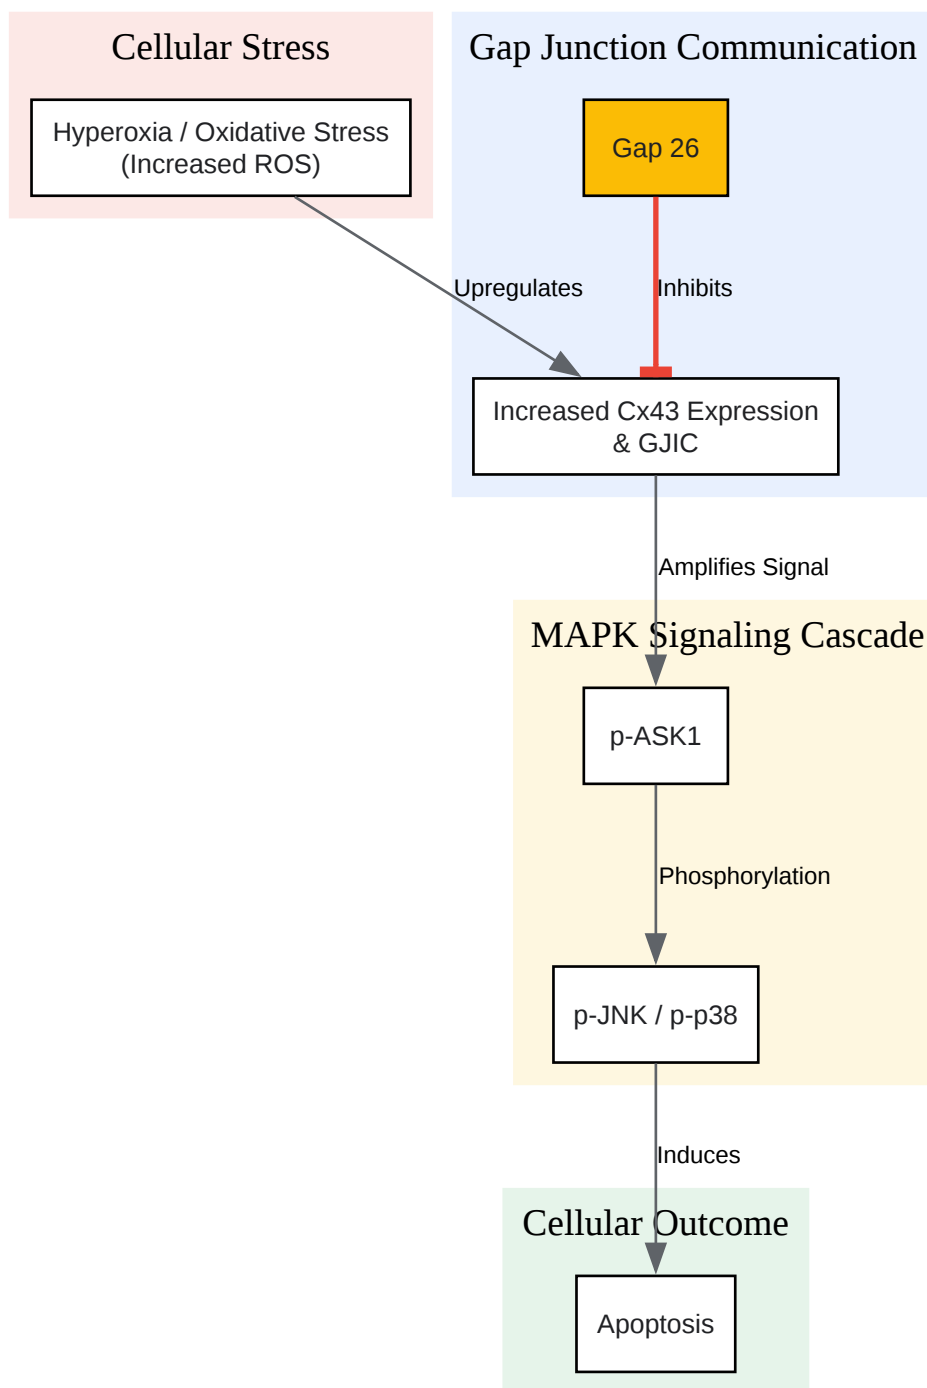 Cellular Stress
Gap Junction Communication
Hyperoxia / Oxidative Stress
(Increased ROS)
Gap 26
Upregulates
Inhibits
Increased Cx43 Expression
& GJIC
Amplifies Signal
MAPK Signaling Cascade
p-ASK1
Phosphorylation
p-JNK / p-p38
Induces
Cellular Outcome
Apoptosis